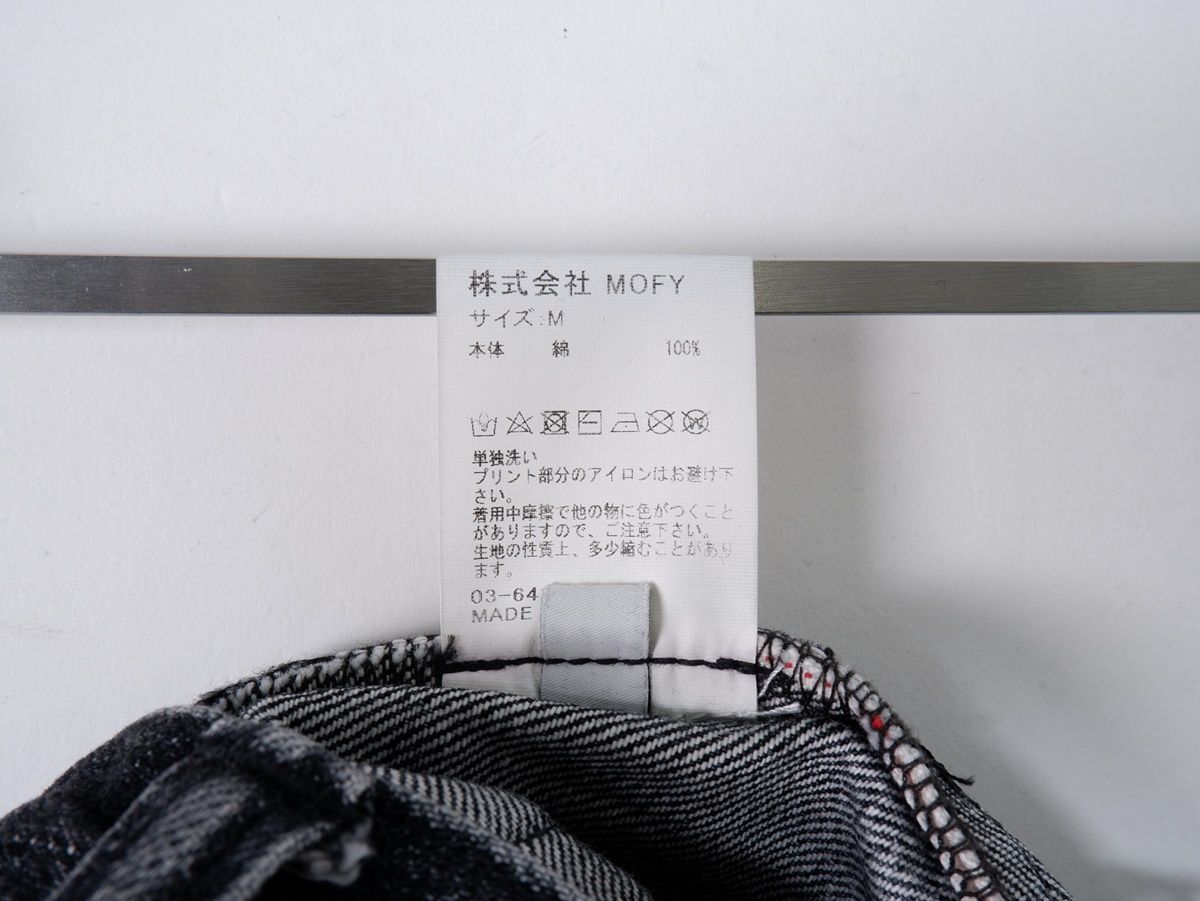 株式会社 MOFY
サイズ:M
本体 綿 100%
単独洗い
プリント部分のアイロンはお避け下
さい。
着用中摩擦で他の物に色がつくこと
がありますので、ご注意下さい。
生地の性質上、多少縮むことがあり
ます。
03-64
MADE